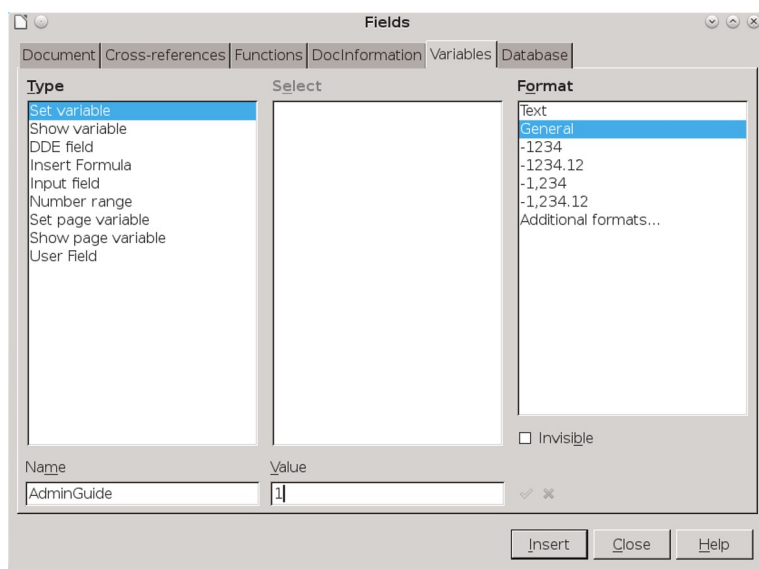 Fields
Document Cross-references Functions DocInformation Variables Database
Type
Set variable
Show variable
DDE field
Insert Formula
Input field
Number range
Set page variable
Show page variable
User Field
Select
Format
Text
General
-1234
-1234.12
-1,234
-1,234.12
Additional formats...
Invisible
Name
AdminGuide
Value
1
Insert Close Help